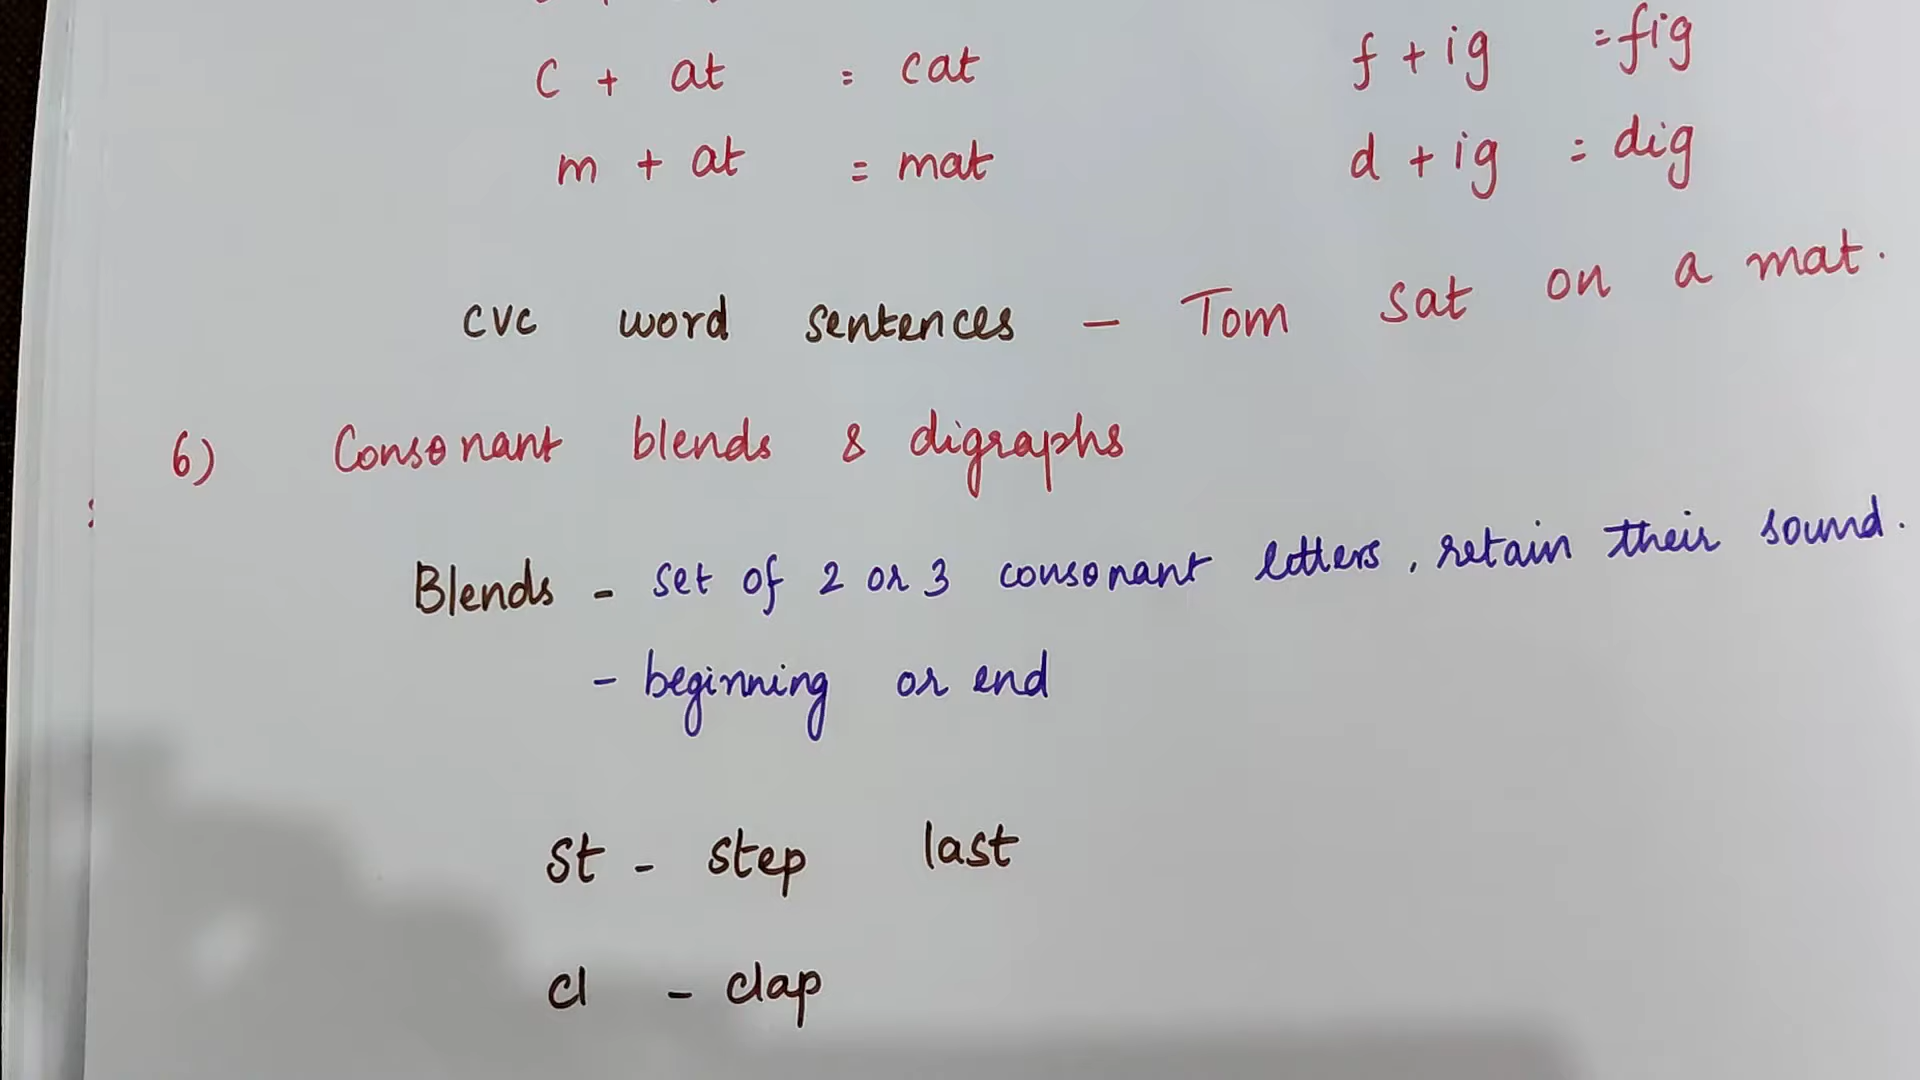 c + at = cat f + ig = fig
m + at = mat d + ig = dig
cvc word sentences - Tom sat on a mat.
6) Consonant blends & digraphs
Blends - set of 2 or 3 consonant letters, retain their sound.
- beginning or end
st - step last
cl - clap